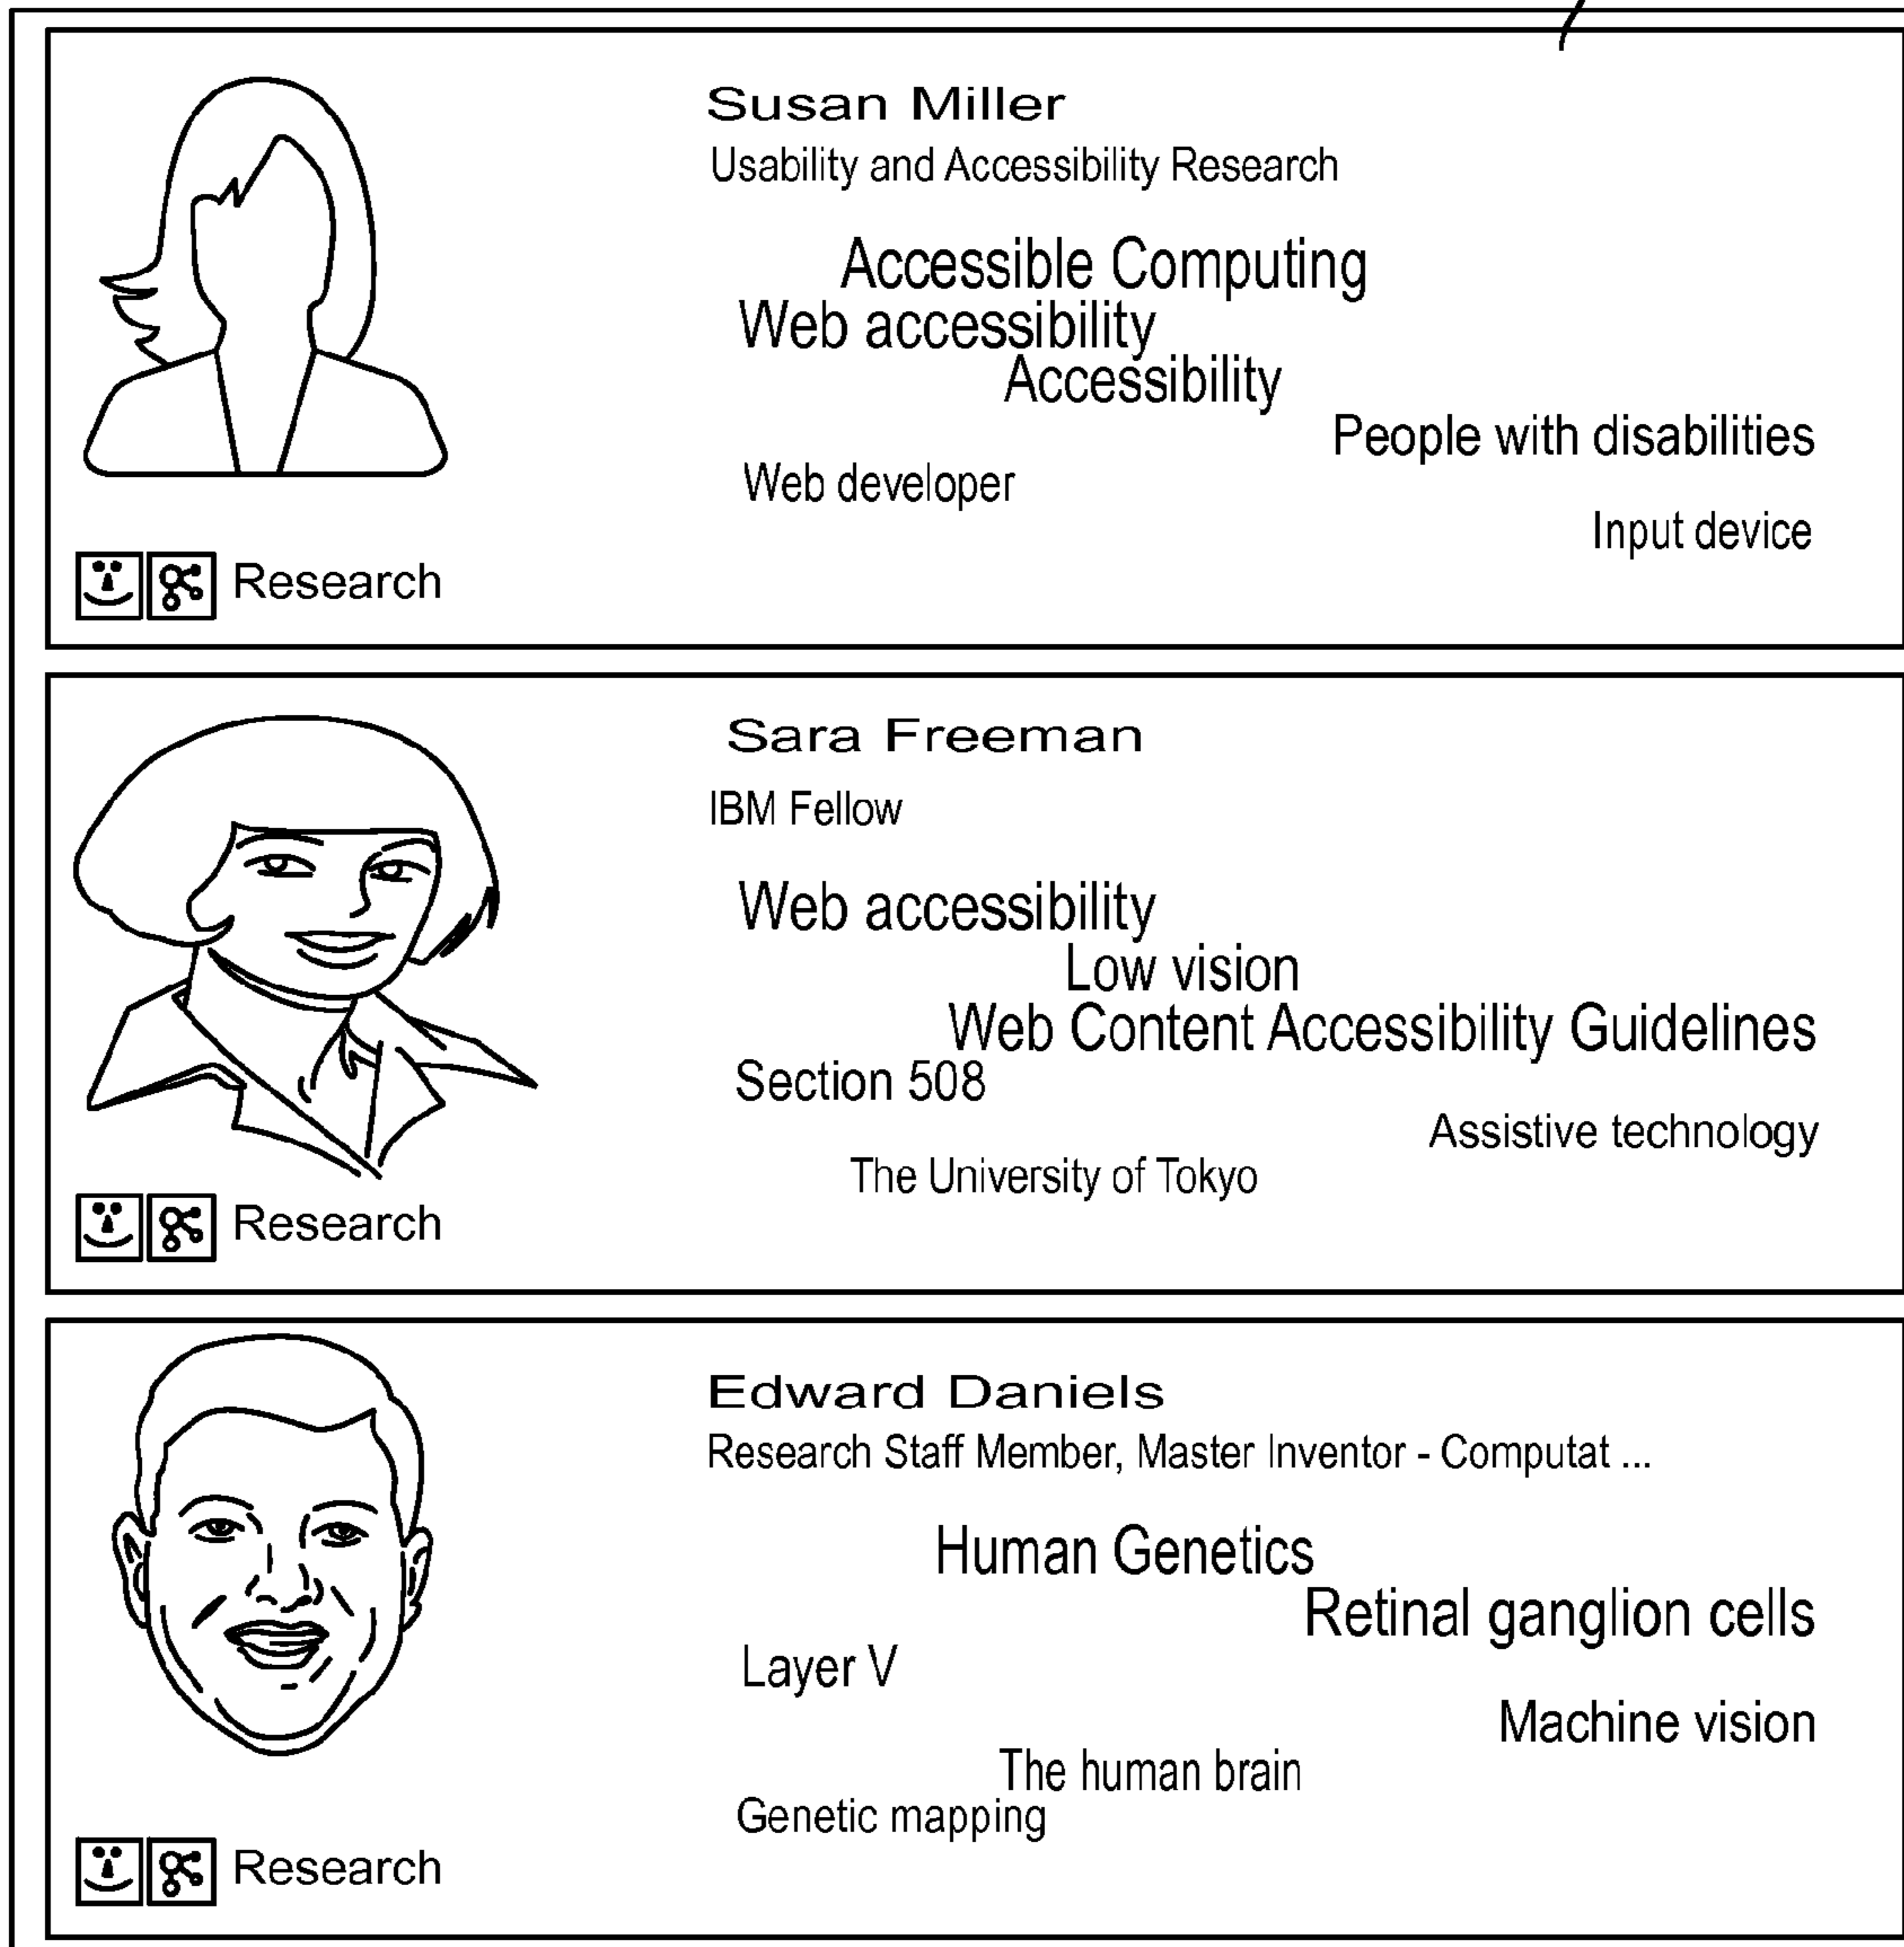 Susan Miller
Usability and Accessibility Research
Accessible Computing
Web accessibility
Accessibility
People with disabilities
Web developer
Input device
Research
Sara Freeman
IBM Fellow
Web accessibility
Low vision
Web Content Accessibility Guidelines
Section 508
Assistive technology
The University of Tokyo
Research
Edward Daniels
Research Staff Member, Master Inventor - Computat ...
Human Genetics
Retinal ganglion cells
Layer V
Machine vision
The human brain
Genetic mapping
Research